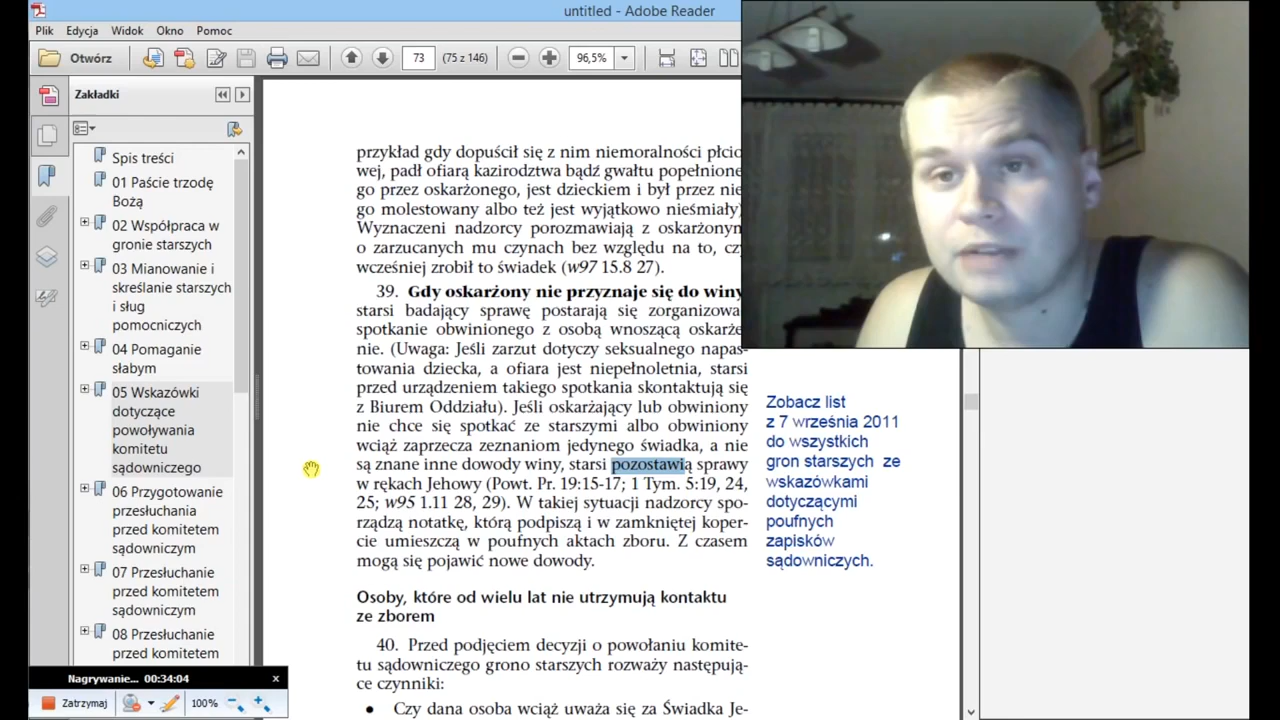 untitled - Adobe Reader
Plik Edycja Widok Okno Pomoc
Otwórz 73 (75 z 146) 96,5%
Zakładki
Spis treści
01 Paście trzodę
Bożą
02 Współpraca w
gronie starszych
03 Mianowanie i
skreślanie starszych
i sług
pomocniczych
04 Pomaganie
słabym
05 Wskazówki
dotyczące
powoływania
komitetu
sądowniczego
06 Przygotowanie
przesłuchania
przed komitetem
sądowniczym
07 Przesłuchanie
przed komitetem
sądowniczym
08 Przesłuchanie
przed komitetem
Nagrywanie... 00:34:04 x
Zatrzymaj 100%
przykład gdy dopuścił się z nim niemoralności płcio
wej, padł ofiarą kazirodztwa bądź gwałtu popełnione
go przez oskarżonego, jest dzieckiem i był przez nie
go molestowany albo też jest wyjątkowo nieśmiały)
Wyznaczeni nadzorcy porozmawiają z oskarżonym
o zarzucanych mu czynach bez względu na to, czy
wcześniej zrobił to świadek (w97 15.8 27).
39. Gdy oskarżony nie przyznaje się do winy
starsi badający sprawę postarają się zorganizowa
spotkanie obwinionego z osobą wnoszącą oskarże
nie. (Uwaga: Jeśli zarzut dotyczy seksualnego napas-
towania dziecka, a ofiara jest niepełnoletnia, starsi
przed urządzeniem takiego spotkania skontaktują się
z Biurem Oddziału). Jeśli oskarżający lub obwiniony
nie chce się spotkać ze starszymi albo obwiniony
wciąż zaprzecza zeznaniom jedynego świadka, a nie
są znane inne dowody winy, starsi pozostawią sprawy
w rękach Jehowy (Powt. Pr. 19:15-17; 1 Tym. 5:19, 24,
25; w95 1.11 28, 29). W takiej sytuacji nadzorcy spo-
rządzą notatkę, którą podpiszą i w zamkniętej koper-
cie umieszczą w poufnych aktach zboru. Z czasem
mogą się pojawić nowe dowody.
Osoby, które od wielu lat nie utrzymują kontaktu
ze zborem
40. Przed podjęciem decyzji o powołaniu komite-
tu sądowniczego grono starszych rozważy następują-
ce czynniki:
• Czy dana osoba wciąż uważa się za Świadka Je-
Zobacz list
z 7 września 2011
do wszystkich
gron starszych ze
wskazówkami
dotyczącymi
poufnych
zapisków
sądowniczych.